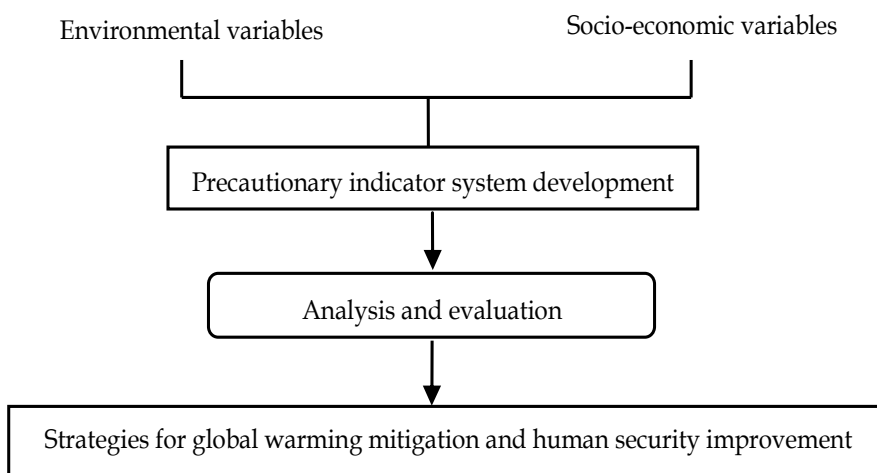 Environmental variables
Socio-economic variables
Precautionary indicator system development
Analysis and evaluation
Strategies for global warming mitigation and human security improvement